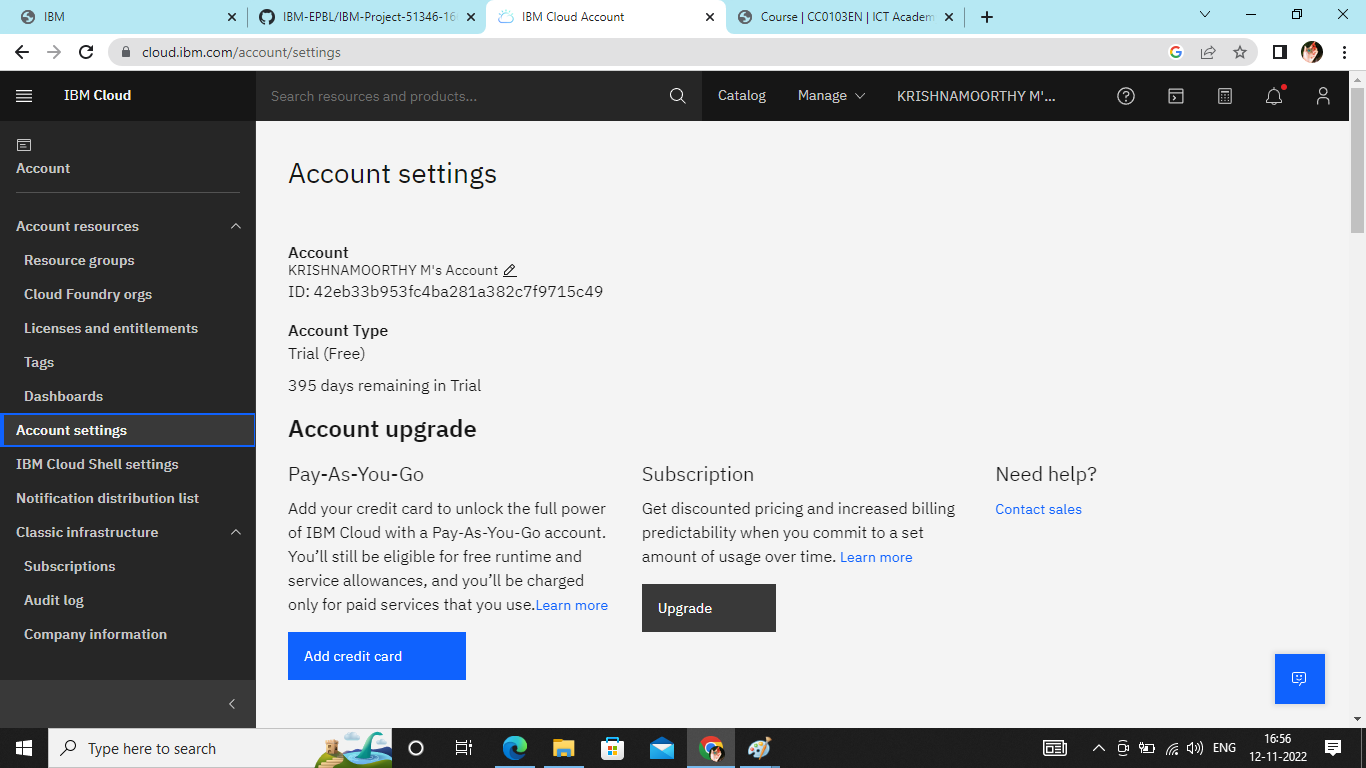 IBM
IBM-EPBL/IBM-Project-51346-16
IBM Cloud Account
Course | CC0103EN | ICT Academ
cloud.ibm.com/account/settings
IBM Cloud
Search resources and products...
Catalog
Manage
KRISHNAMOORTHY M'...
Account
Account resources
Resource groups
Cloud Foundry orgs
Licenses and entitlements
Tags
Dashboards
Account settings
IBM Cloud Shell settings
Notification distribution list
Classic infrastructure
Subscriptions
Audit log
Company information
Account settings
Account
KRISHNAMOORTHY M's Account
ID: 42eb33b953fc4ba281a382c7f9715c49
Account Type
Trial (Free)
395 days remaining in Trial
Account upgrade
Pay-As-You-Go
Add your credit card to unlock the full power
of IBM Cloud with a Pay-As-You-Go account.
You’ll still be eligible for free runtime and
service allowances, and you’ll be charged
only for paid services that you use.Learn more
Add credit card
Subscription
Get discounted pricing and increased billing
predictability when you commit to a set
amount of usage over time. Learn more
Upgrade
Need help?
Contact sales
Type here to search
ENG
16:56
12-11-2022